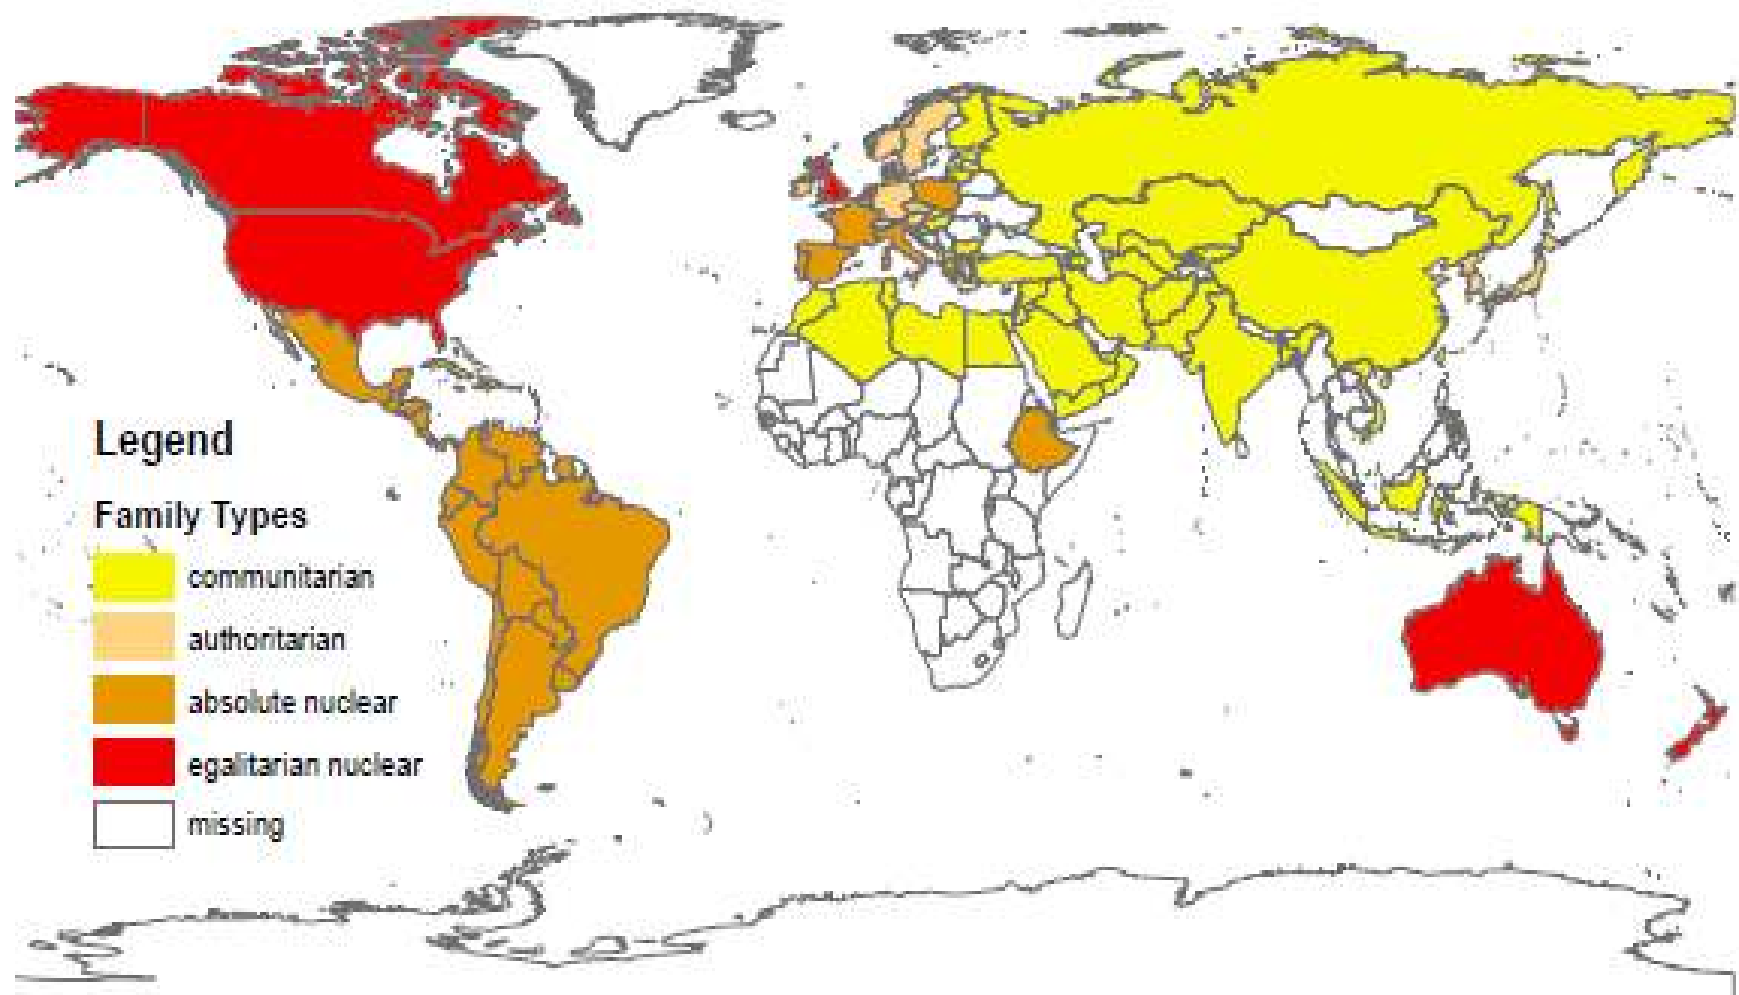 Legend
Family Types
communitarian
authoritarian
absolute nuclear
egalitarian nuclear
missing